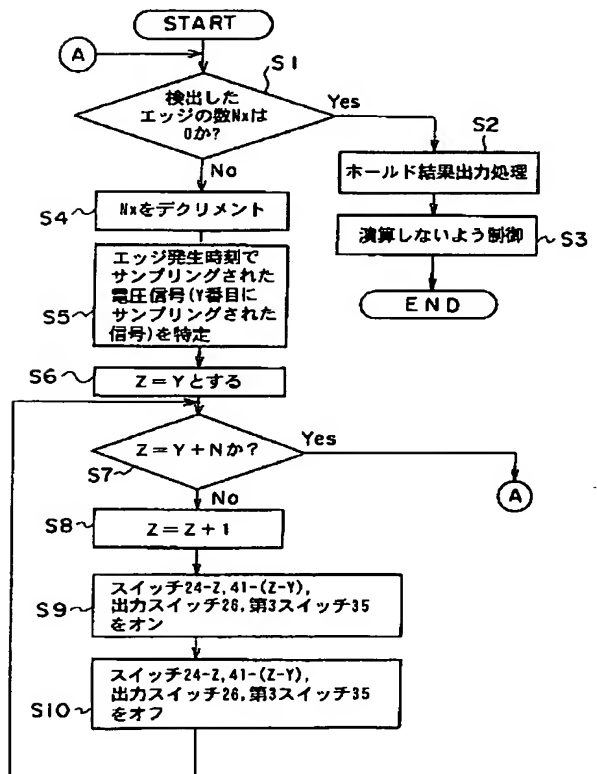 START
A
S1
検出した
エッジの数Nxは
0か?
Yes
No
S2
ホールド結果出力処理
S4
Nxをデクリメント
演算しないよう制御
S3
エッジ発生時刻で
サンプリングされた
電圧信号(Y番目に
サンプリングされた
信号)を特定
S5
END
S6
Z=Yとする
Z=Y+Nか?
Yes
S7
No
A
S8
Z=Z+1
スイッチ24-Z,41-(Z-Y),
出力スイッチ26,第3スイッチ35
をオン
S9
スイッチ24-Z,41-(Z-Y),
出力スイッチ26,第3スイッチ35
をオフ
S10